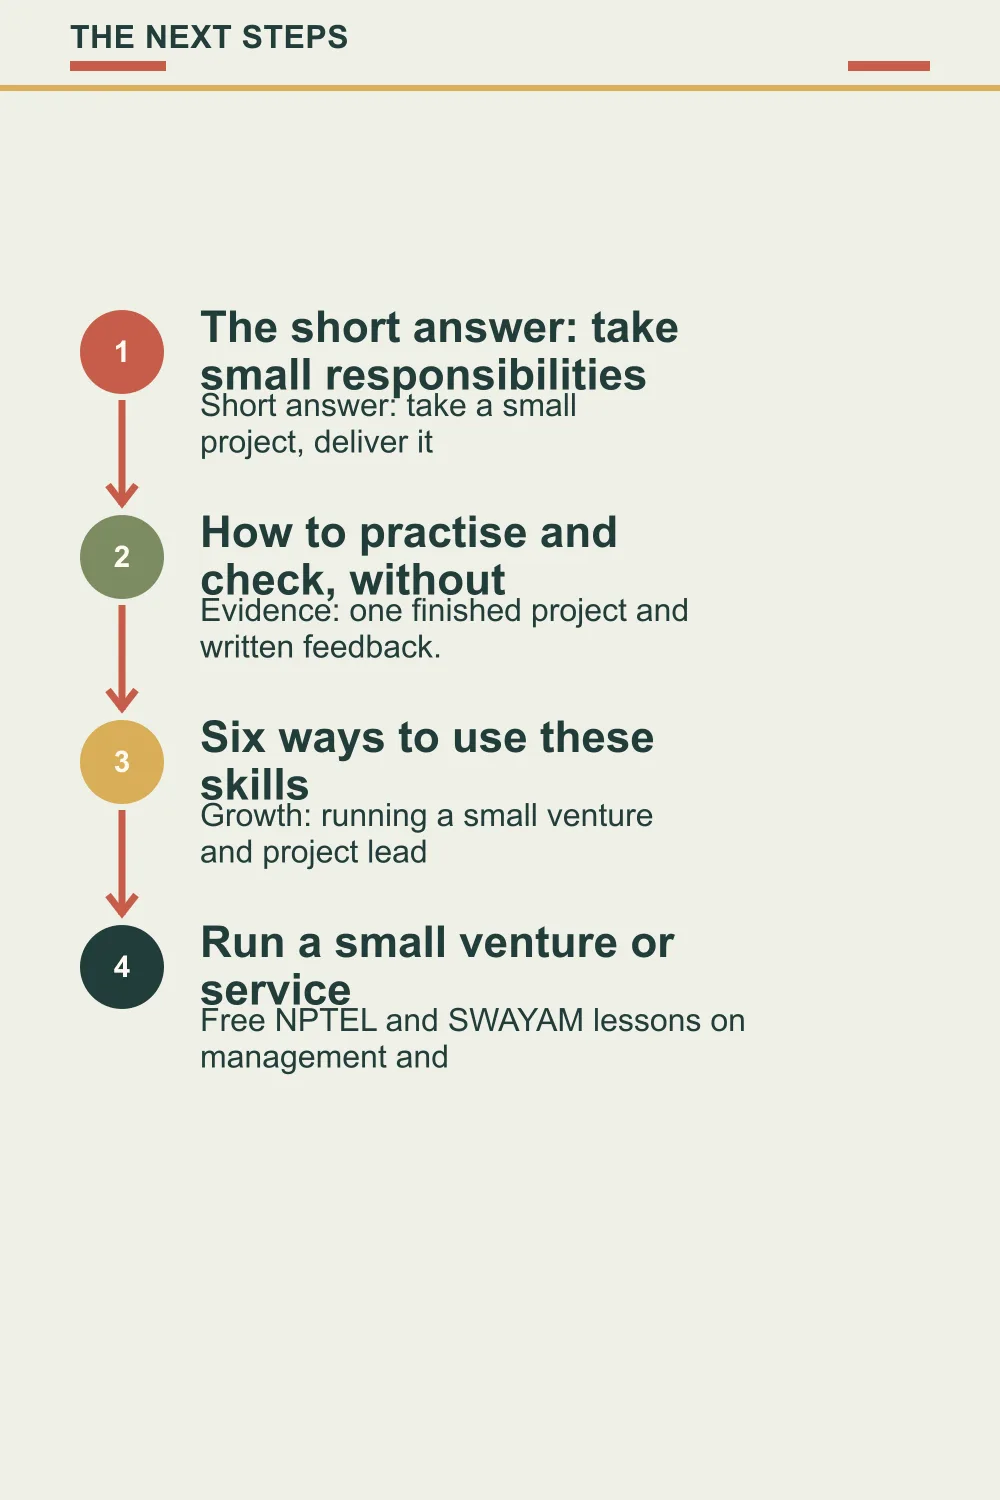 THE NEXT STEPS
1
The short answer: take
small responsibilities
Short answer: take a small
project, deliver it
2
How to practise and
check, without
Evidence: one finished project and
written feedback.
3
Six ways to use these
skills
Growth: running a small venture
and project lead
4
Run a small venture or
service
Free NPTEL and SWAYAM lessons on
management and